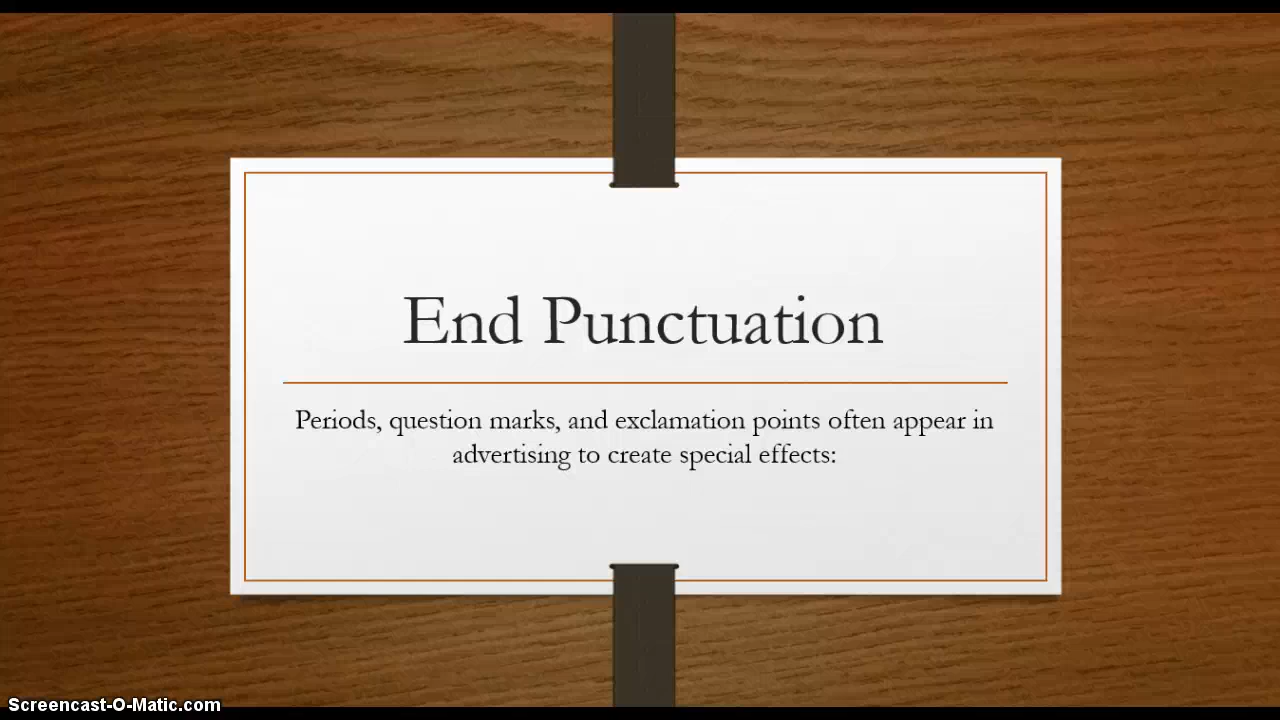 End Punctuation
Periods, question marks, and exclamation points often appear in
advertising to create special effects:
Screencast-O-Matic.com